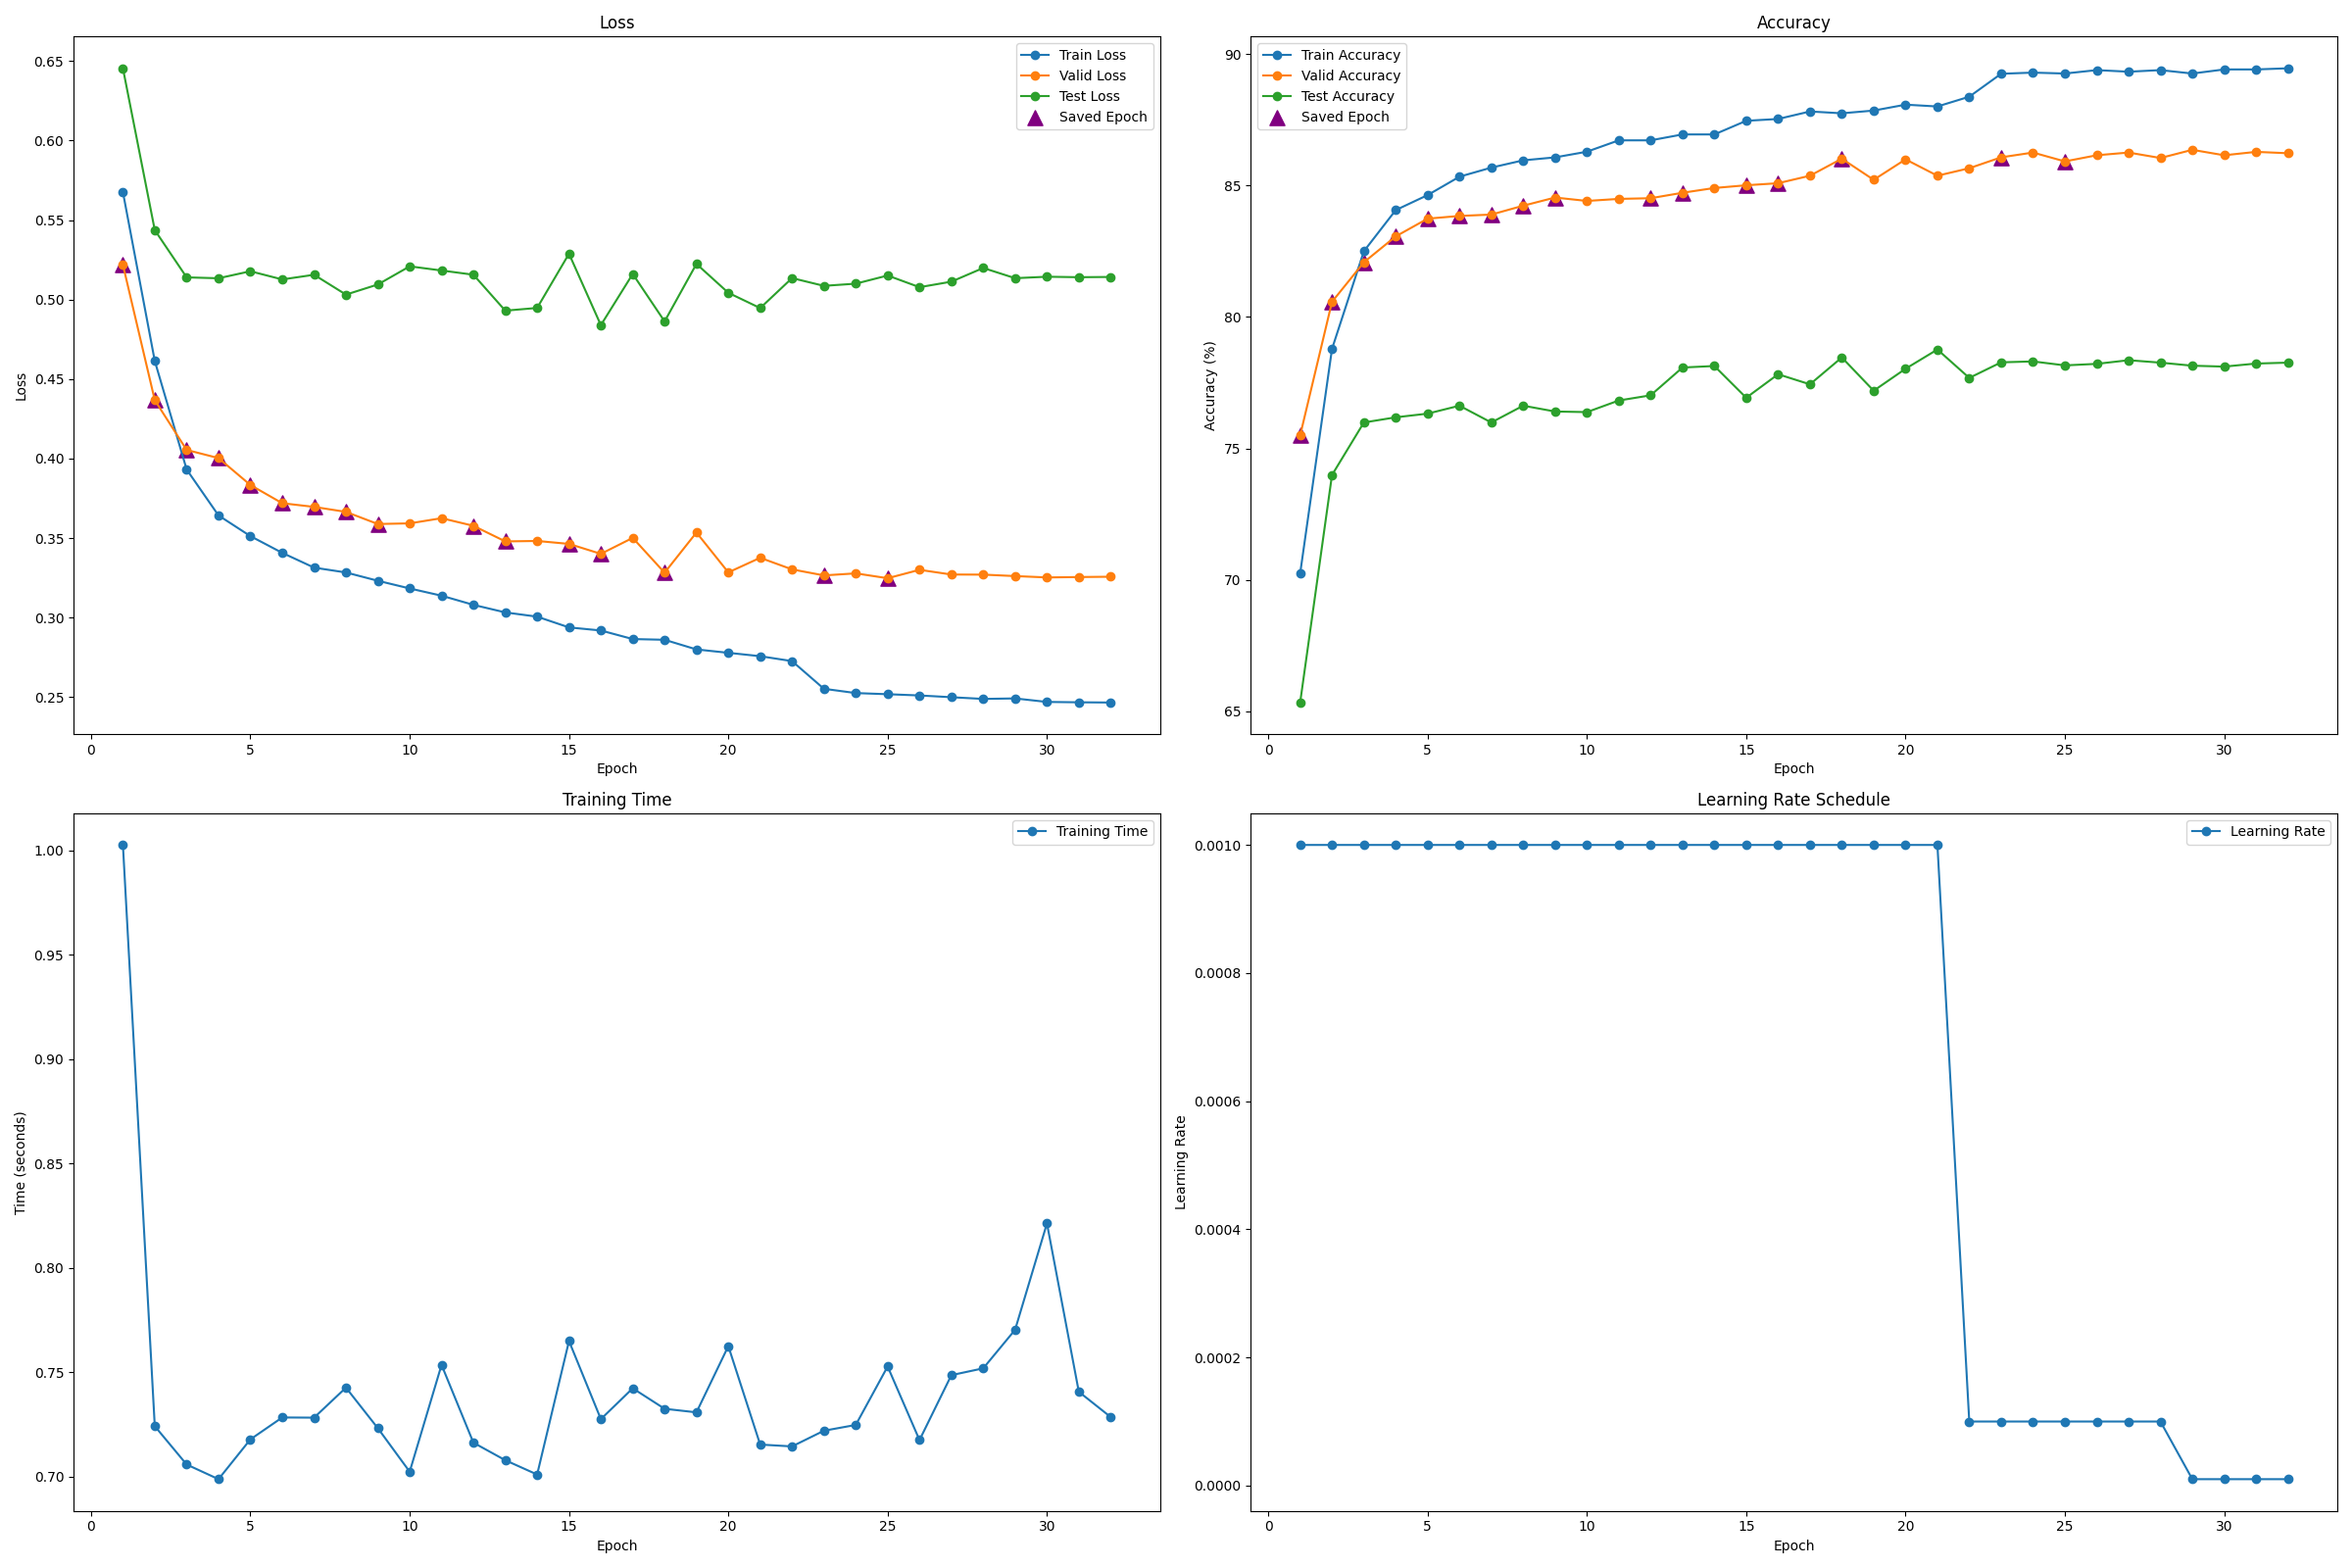 Loss
Train Loss
Valid Loss
Test Loss
Saved Epoch
0.65
0.60
0.55
0.50
0.45
0.40
0.35
0.30
0.25
Loss
0 5 10 15 20 25 30
Epoch
Accuracy
Train Accuracy
Valid Accuracy
Test Accuracy
Saved Epoch
90
85
80
75
70
65
Accuracy (%)
0 5 10 15 20 25 30
Epoch
Training Time
Training Time
1.00
0.95
0.90
0.85
0.80
0.75
0.70
Time (seconds)
0 5 10 15 20 25 30
Epoch
Learning Rate Schedule
Learning Rate
0.0010
0.0008
0.0006
0.0004
0.0002
0.0000
Learning Rate
0 5 10 15 20 25 30
Epoch